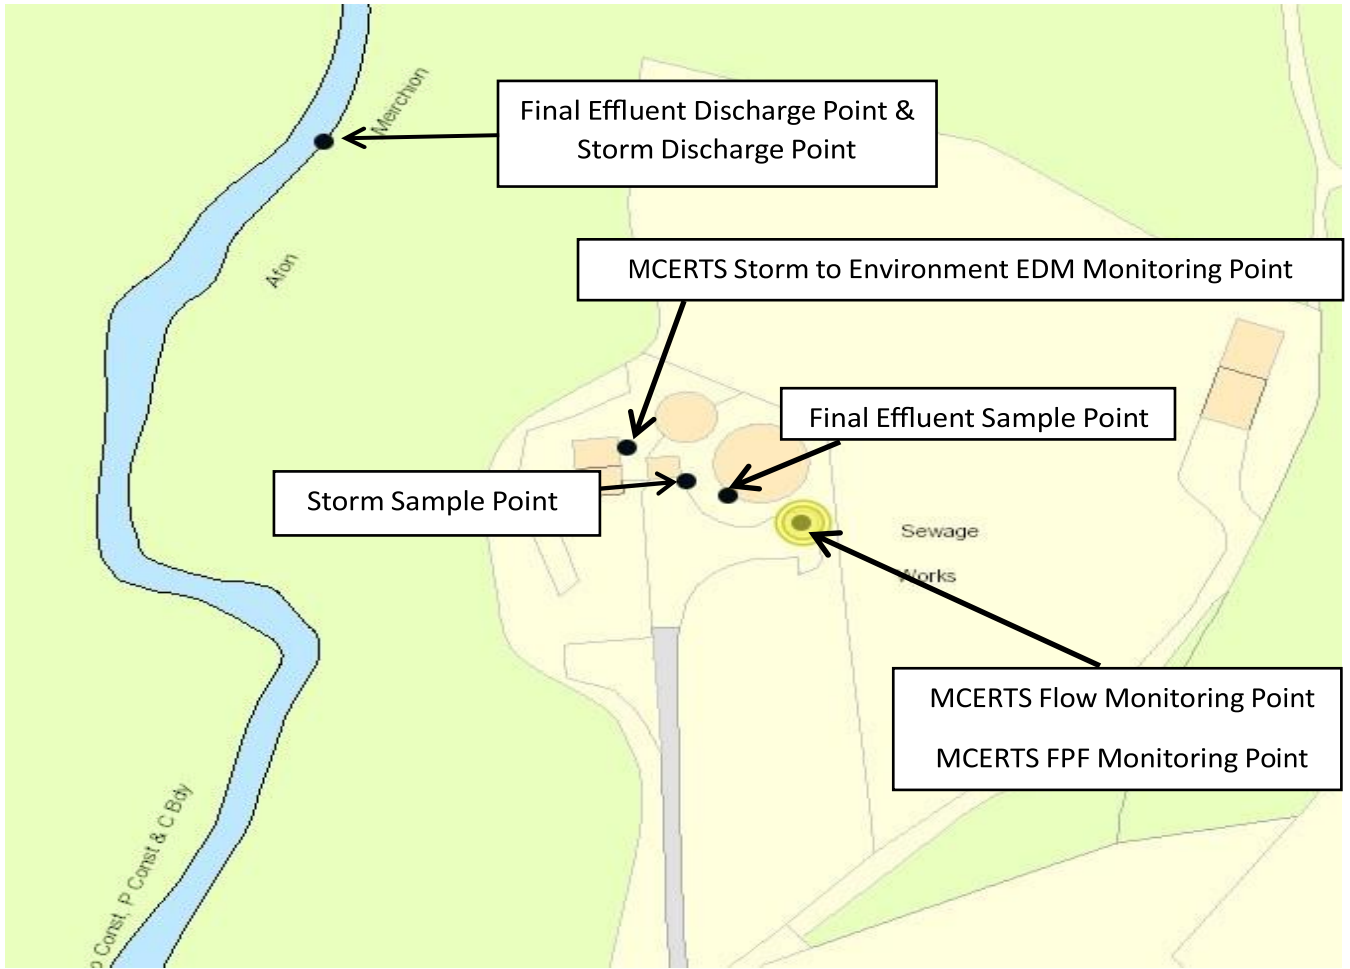 Final Effluent Discharge Point &
Storm Discharge Point
Meirchion
Afon
MCERTS Storm to Environment EDM Monitoring Point
Final Effluent Sample Point
Storm Sample Point
Sewage
Works
MCERTS Flow Monitoring Point
MCERTS FPF Monitoring Point
Const, P Const & C Bdy